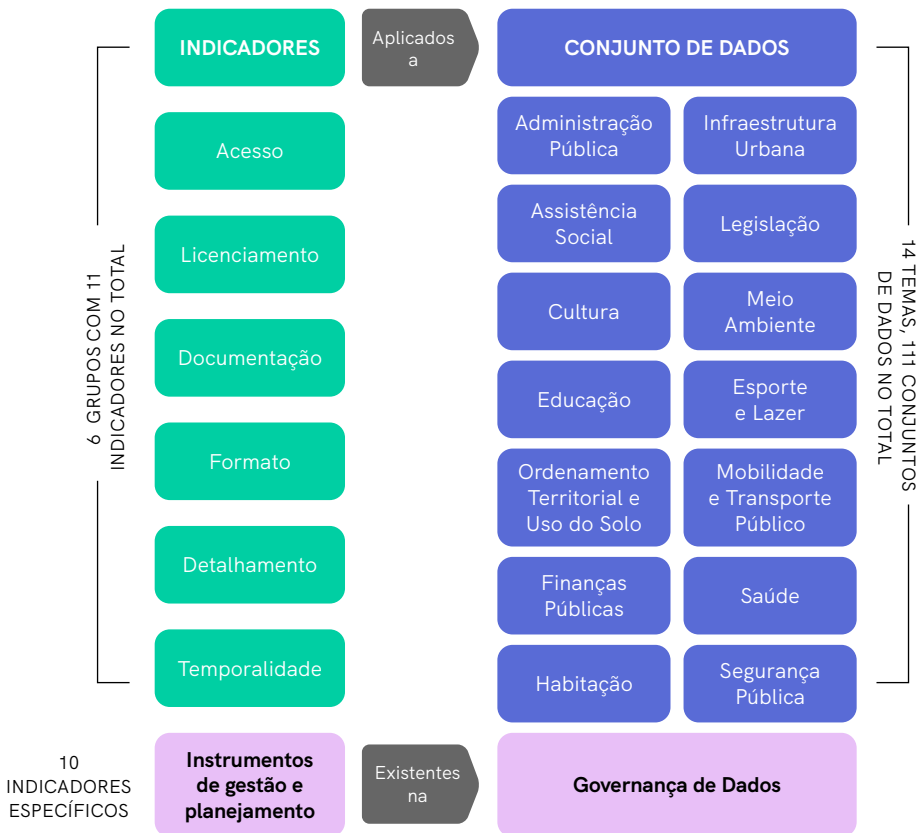 INDICADORES
Aplicados
a
CONJUNTO DE DADOS
6 GRUPOS COM 11
INDICADORES NO TOTAL
Acesso
Licenciamento
Documentação
Formato
Detalhamento
Temporalidade
Administração
Pública
Infraestrutura
Urbana
Assistência
Social
Legislação
Cultura
Meio
Ambiente
Educação
Esporte
e Lazer
Ordenamento
Territorial e
Uso do Solo
Mobilidade
e Transporte
Público
Finanças
Públicas
Saúde
Habitação
Segurança
Pública
14 TEMAS, 111 CONJUNTOS
DE DADOS NO TOTAL
10
INDICADORES
ESPECÍFICOS
Instrumentos
de gestão e
planejamento
Existentes
na
Governança de Dados